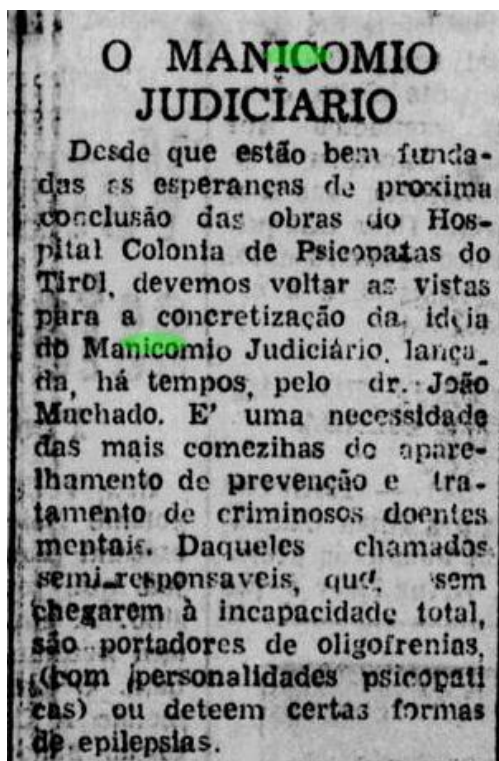 O MANICOMIO
JUDICIARIO
Desde que estão bem funda-
das as esperanças de proxima
conclusão das obras do Hos-
pital Colonia de Psicopatas do
Tirol, devemos voltar as vistas
para a concretização da ideia
do Manicomio Judiciário, lança_
da, há tempos, pelo dr. João
Machado. E' uma necessidade
das mais comezihas do apare-
lhamento de prevenção e tra-
tamento de criminosos doentes
mentais. Daqueles chamados
semi_responsaveis, que, sem
chegarem à incapacidade total,
são portadores de oligofrenias,
(com personalidades psicopati
cas) ou deteem certas formas
de epilepsias.